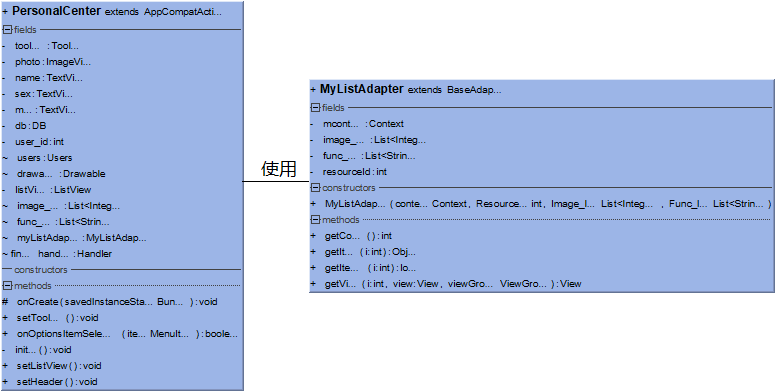 + PersonalCenter extends AppCompatActi...
fields
- tool... : Tool...
- photo : ImageVi...
- name : TextVi...
- sex : TextVi...
- m... : TextVi...
- db : DB
- user_id : int
~ users : Users
~ drawa... : Drawable
- listVi... : ListView
~ image_... : List<Integ...
~ func_... : List<Strin...
~ myListAdap... : MyListAdap...
~ fin... hand... : Handler
constructors
methods
# onCreate ( savedInstanceSta... Bun... ) : void
+ setTool... () : void
+ onOptionsItemSele... ( ite... MenuIt... ) : boole...
- init... () : void
+ setListView () : void
+ setHeader () : void
使用
+ MyListAdapter extends BaseAdap...
fields
- mcont... : Context
- image_... : List<Integ...
- func_... : List<Strin...
- resourceId : int
constructors
+ MyListAdap... ( conte... Context, Resource... int, Image_l... List<Integ... , Func_l... List<Strin... )
methods
+ getCo... () : int
+ getIt... ( i : int) : Obj...
+ getIte... ( i : int) : lo...
+ getVi... ( i : int, view : View, viewGro... ViewGro... ) : View